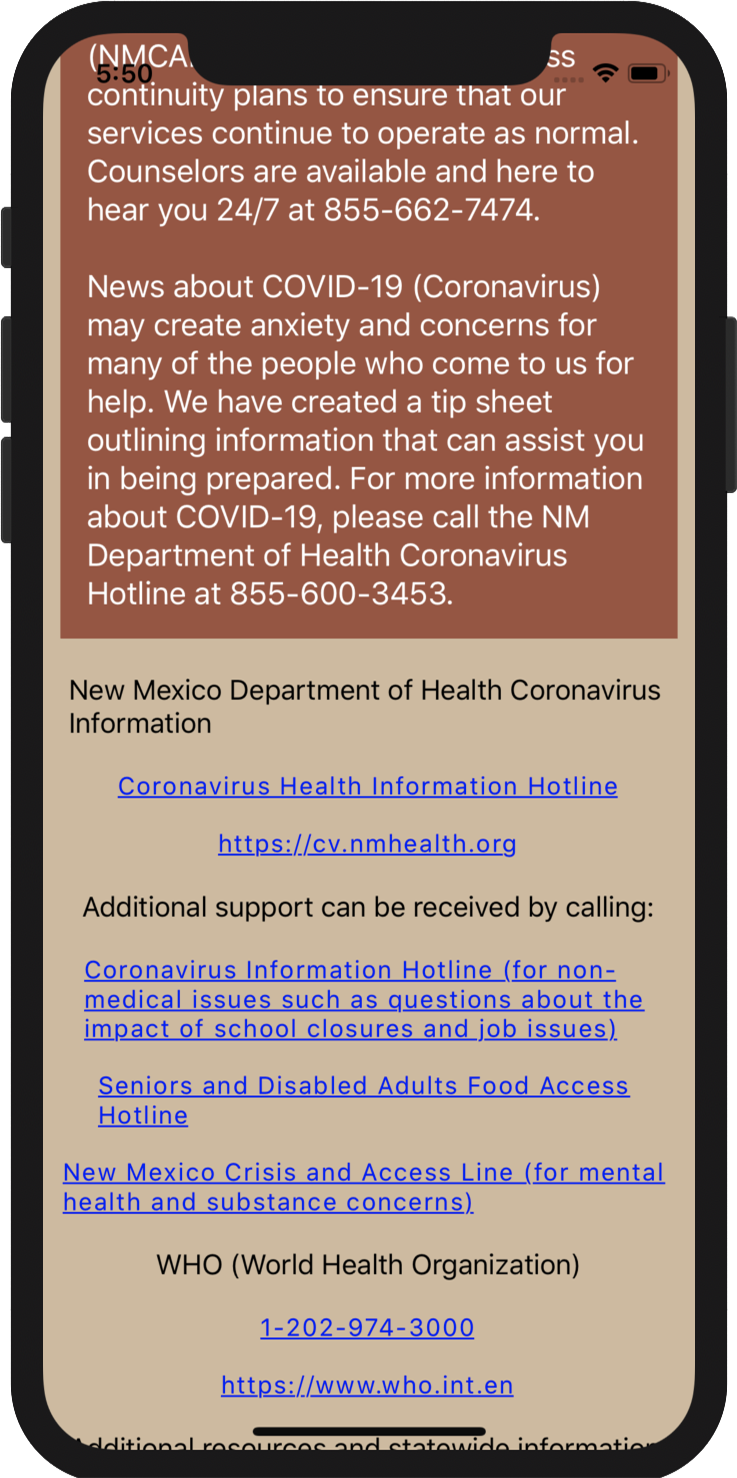 (NMCA
ss
5:50
continuity plans to ensure that our
services continue to operate as normal.
Counselors are available and here to
hear you 24/7 at 855-662-7474.
News about COVID-19 (Coronavirus)
may create anxiety and concerns for
many of the people who come to us for
help. We have created a tip sheet
outlining information that can assist you
in being prepared. For more information
about COVID-19, please call the NM
Department of Health Coronavirus
Hotline at 855-600-3453.
New Mexico Department of Health Coronavirus
Information
Coronavirus Health Information Hotline
https://cv.nmhealth.org
Additional support can be received by calling:
Coronavirus Information Hotline (for non-
medical issues such as questions about the
impact of school closures and job issues)
Seniors and Disabled Adults Food Access
Hotline
New Mexico Crisis and Access Line (for mental
health and substance concerns)
WHO (World Health Organization)
1-202-974-3000
https://www.who.int.en
Additional resources and statewide information